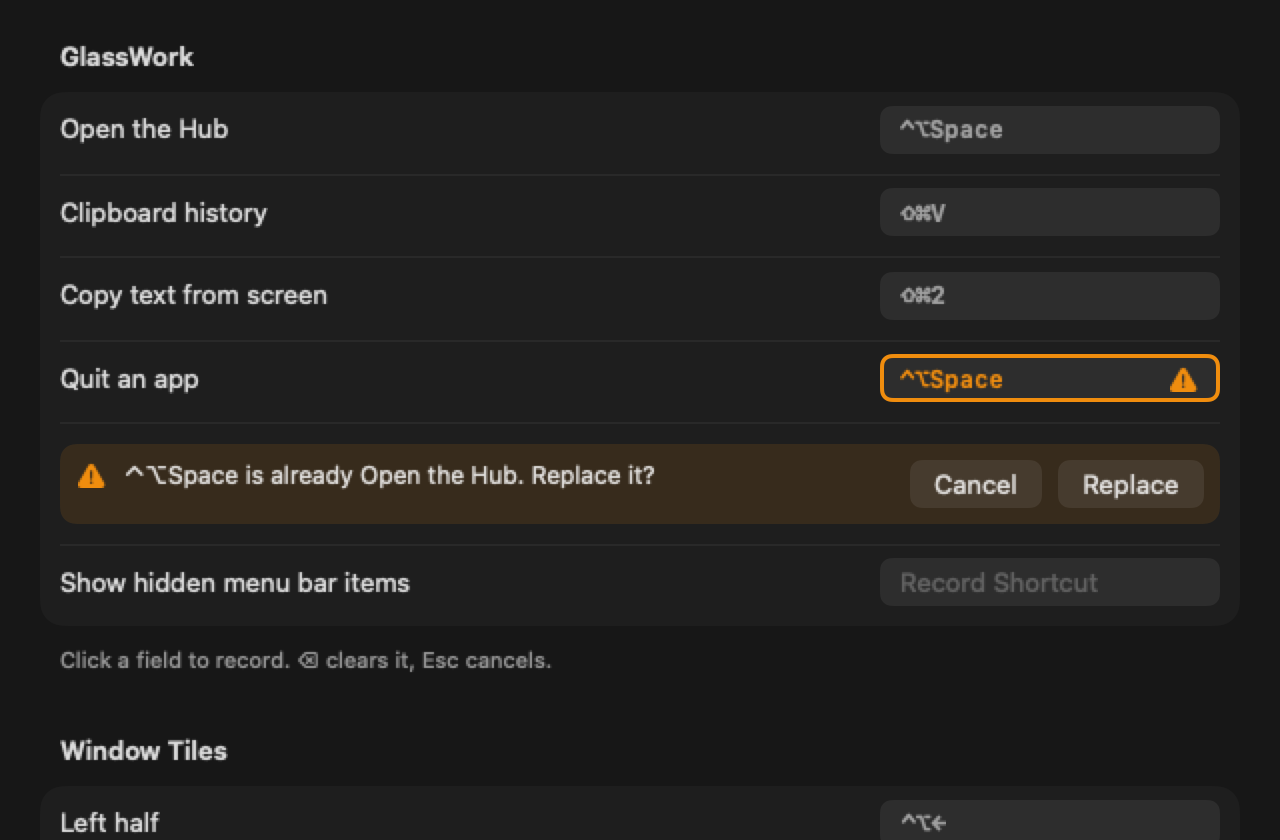 GlassWork
Open the Hub
⌃⌥Space
Clipboard history
⇧⌘V
Copy text from screen
⇧⌘2
Quit an app
⌃⌥Space
⌃⌥Space is already Open the Hub. Replace it?
Cancel
Replace
Show hidden menu bar items
Record Shortcut
Click a field to record. ⌫ clears it, Esc cancels.
Window Tiles
Left half
⌃⌥←